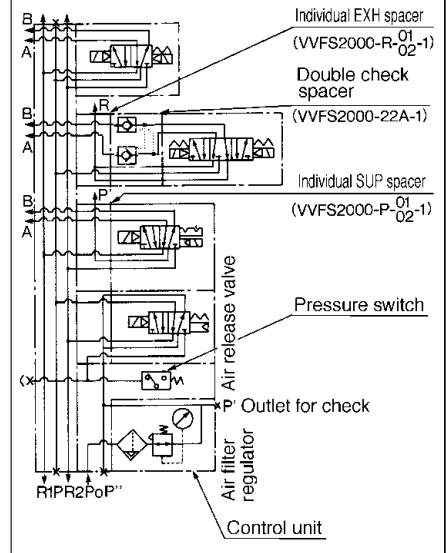 B
A
Individual EXH spacer
(VVFS2000-R-01/02-1)
R
Double check
spacer
(VVFS2000-22A-1)
B
A
P'
Individual SUP spacer
(VVFS2000-P-01/02-1)
B
A
Air release valve
Pressure switch
P' Outlet for check
Air filter
regulator
R1PR2PoP''
Control unit